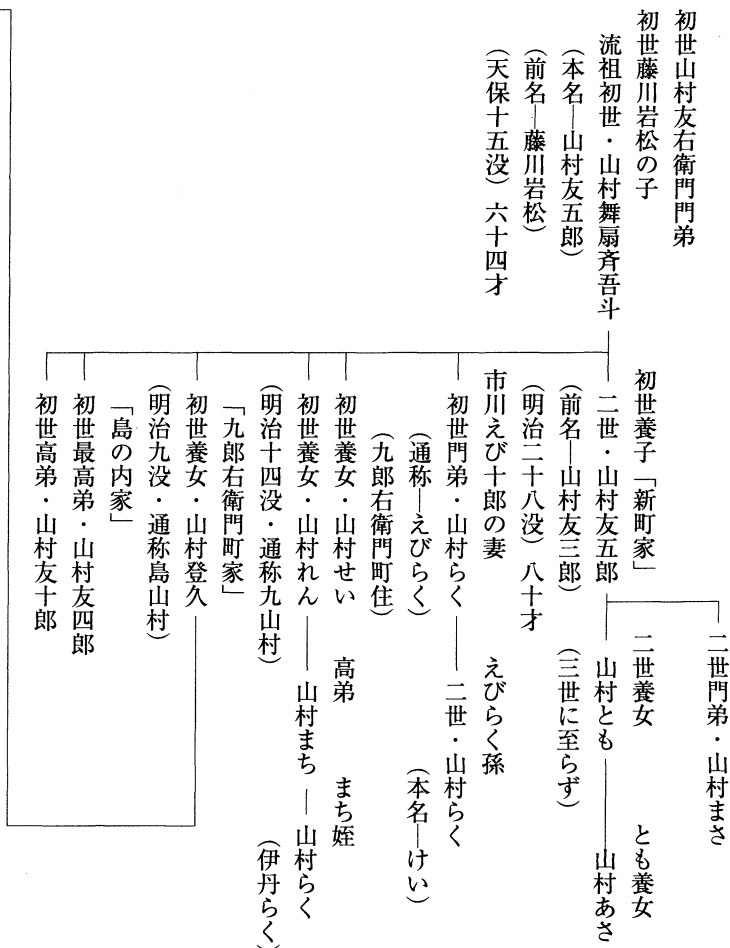 初世山村友右衛門門弟
初世藤川岩松の子
流祖初世・山村舞扇斉吾斗
(本名―山村友五郎)
(前名―藤川岩松)
(天保十五没) 六十四才
二世門弟・山村まさ
初世養子「新町家」
二世養女
とも養女
二世・山村友五郎
山村とも
山村あさ
(前名―山村友三郎)
(三世に至らず)
(明治二十八没) 八十才
市川えび十郎の妻
えびらく孫
初世門弟・山村らく
二世・山村らく
(通称―えびらく)
(本名―けい)
(九郎右衛門町住)
初世養女・山村せい
高弟
まち姪
初世養女・山村れん
山村まち
山村らく
(明治十四没・通称九山村)
(伊丹らく)
「九郎右衛門町家」
初世養女・山村登久
(明治九没・通称島山村)
「島の内家」
初世最高弟・山村友四郎
初世高弟・山村友十郎